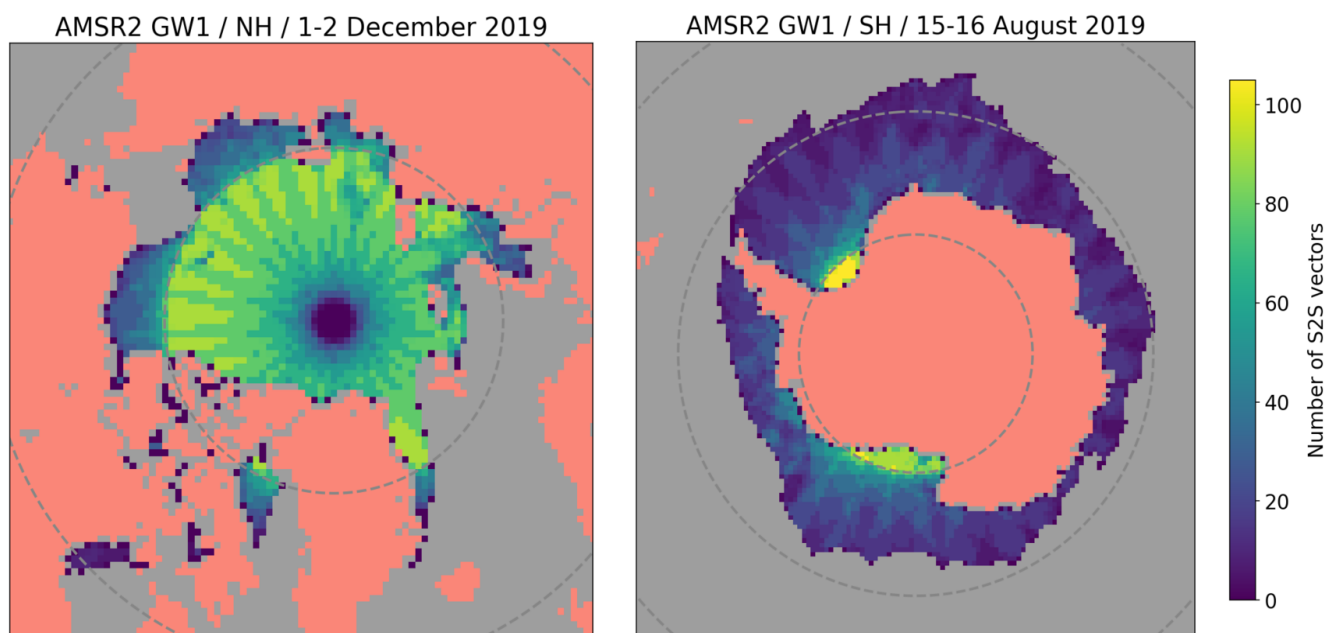 AMSR2 GW1 / NH / 1-2 December 2019
AMSR2 GW1 / SH / 15-16 August 2019
100
80
60
40
20
0
Number of S2S vectors